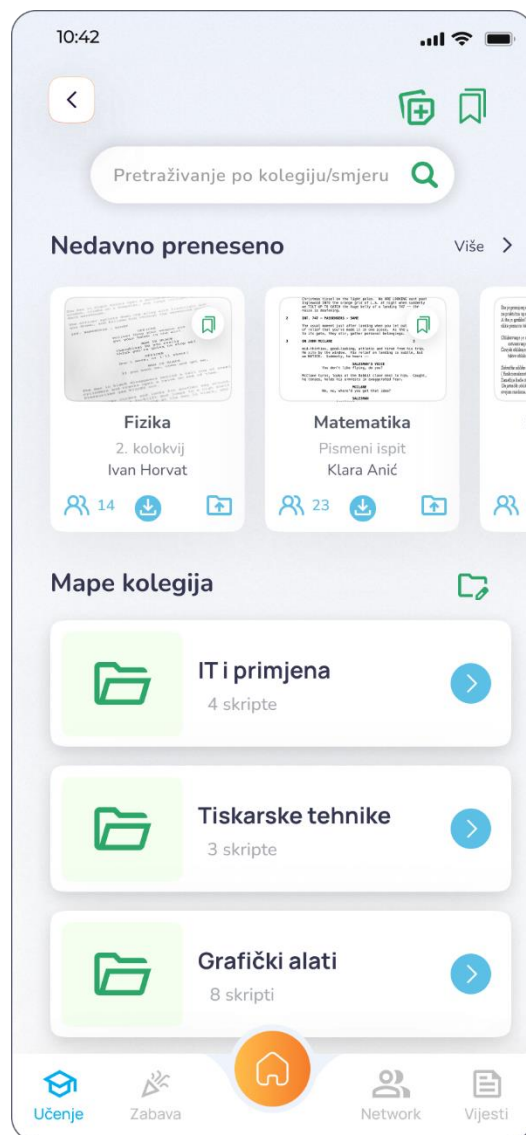 10:42
Pretraživanje po kolegiju/smjeru
Nedavno preneseno
Više
Fizika
2. kolokvij
Ivan Horvat
14
Matematika
Pismeni ispit
Klara Anić
23
Mape kolegija
IT i primjena
4 skripte
Tiskarske tehnike
3 skripte
Grafički alati
8 skripti
Učenje
Zabava
Network
Vijesti